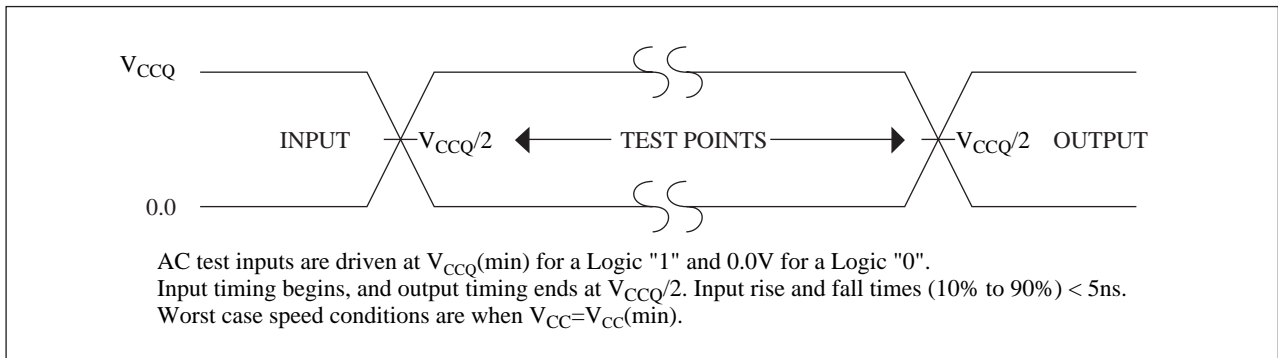 VCCQ
INPUT VCCQ/2 TEST POINTS VCCQ/2 OUTPUT
0.0
AC test inputs are driven at VCCQ(min) for a Logic "1" and 0.0V for a Logic "0".
Input timing begins, and output timing ends at VCCQ/2. Input rise and fall times (10% to 90%) < 5ns.
Worst case speed conditions are when VCC=VCC(min).